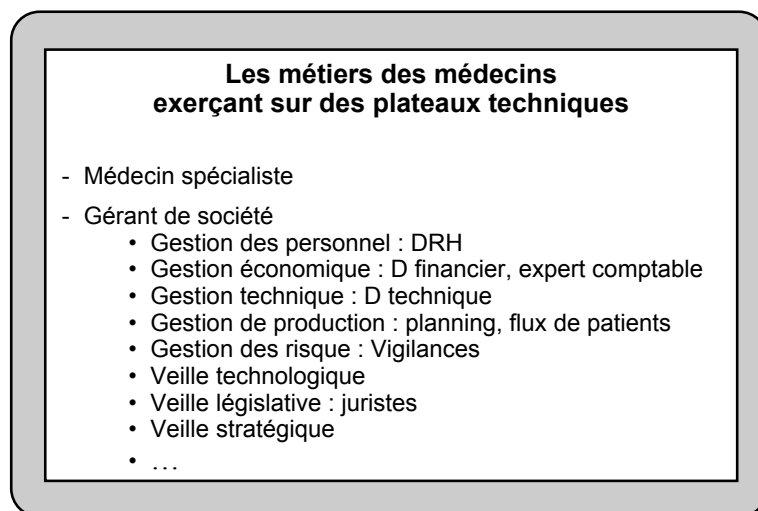 Les métiers des médecins
exerçant sur des plateaux techniques
- Médecin spécialiste
- Gérant de société
• Gestion des personnel : DRH
• Gestion économique : D financier, expert comptable
• Gestion technique : D technique
• Gestion de production : planning, flux de patients
• Gestion des risque : Vigilances
• Veille technologique
• Veille législative : juristes
• Veille stratégique
• …